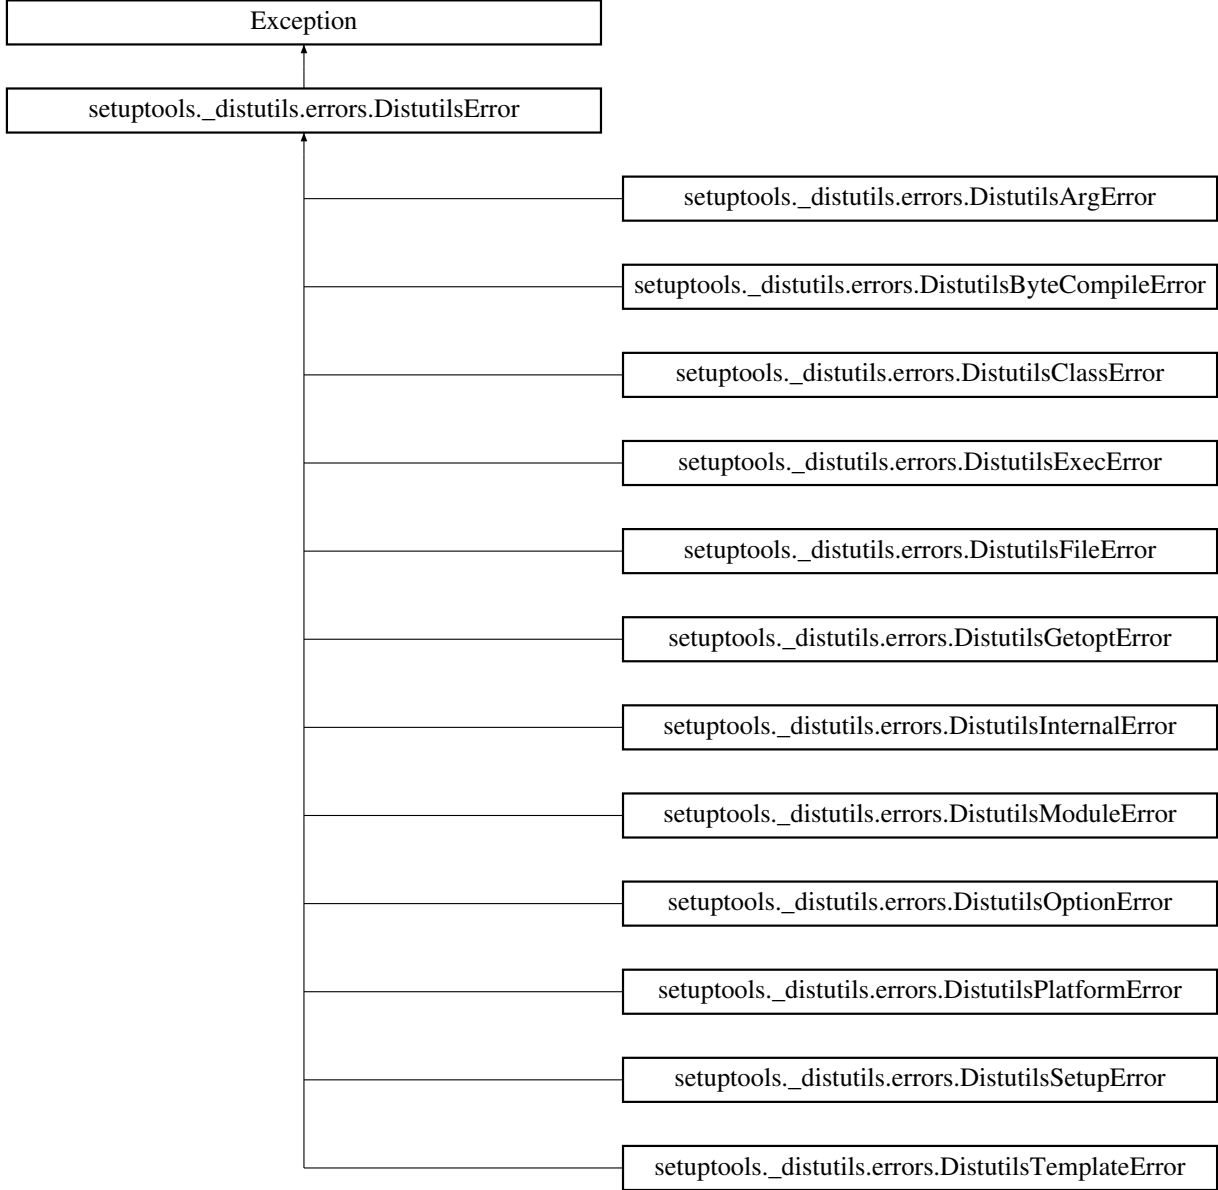 Exception
setuptools._distutils.errors.DistutilsError
setuptools._distutils.errors.DistutilsArgError
setuptools._distutils.errors.DistutilsByteCompileError
setuptools._distutils.errors.DistutilsClassError
setuptools._distutils.errors.DistutilsExecError
setuptools._distutils.errors.DistutilsFileError
setuptools._distutils.errors.DistutilsGetoptError
setuptools._distutils.errors.DistutilsInternalError
setuptools._distutils.errors.DistutilsModuleError
setuptools._distutils.errors.DistutilsOptionError
setuptools._distutils.errors.DistutilsPlatformError
setuptools._distutils.errors.DistutilsSetupError
setuptools._distutils.errors.DistutilsTemplateError